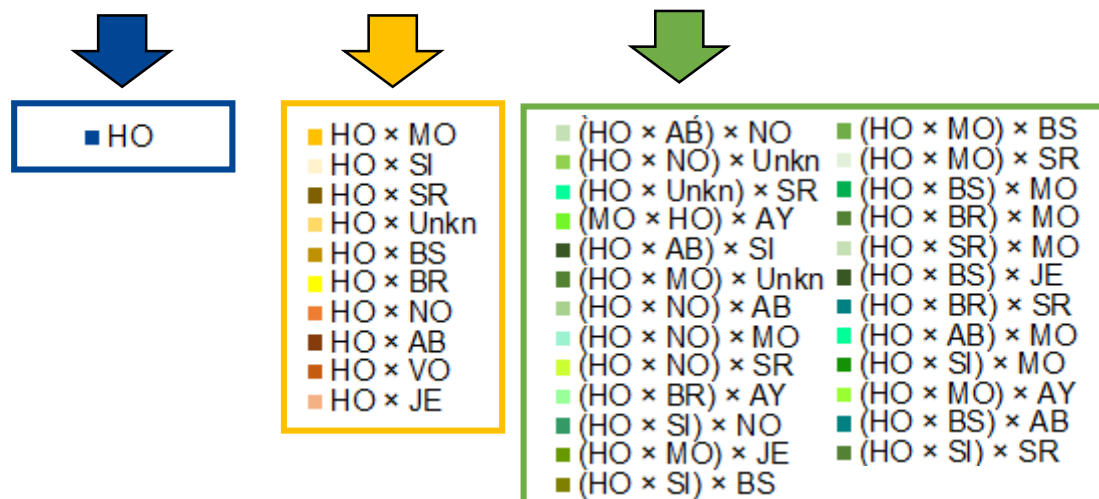 HO
HO × MO
HO × SI
HO × SR
HO × Unkn
HO × BS
HO × BR
HO × NO
HO × AB
HO × VO
HO × JE
(HO × AB) × NO
(HO × NO) × Unkn
(HO × Unkn) × SR
(MO × HO) × AY
(HO × AB) × SI
(HO × MO) × Unkn
(HO × NO) × AB
(HO × NO) × MO
(HO × NO) × SR
(HO × BR) × AY
(HO × SI) × NO
(HO × MO) × JE
(HO × SI) × BS
(HO × MO) × BS
(HO × MO) × SR
(HO × BS) × MO
(HO × BR) × MO
(HO × SR) × MO
(HO × BS) × JE
(HO × BR) × SR
(HO × AB) × MO
(HO × SI) × MO
(HO × MO) × AY
(HO × BS) × AB
(HO × SI) × SR